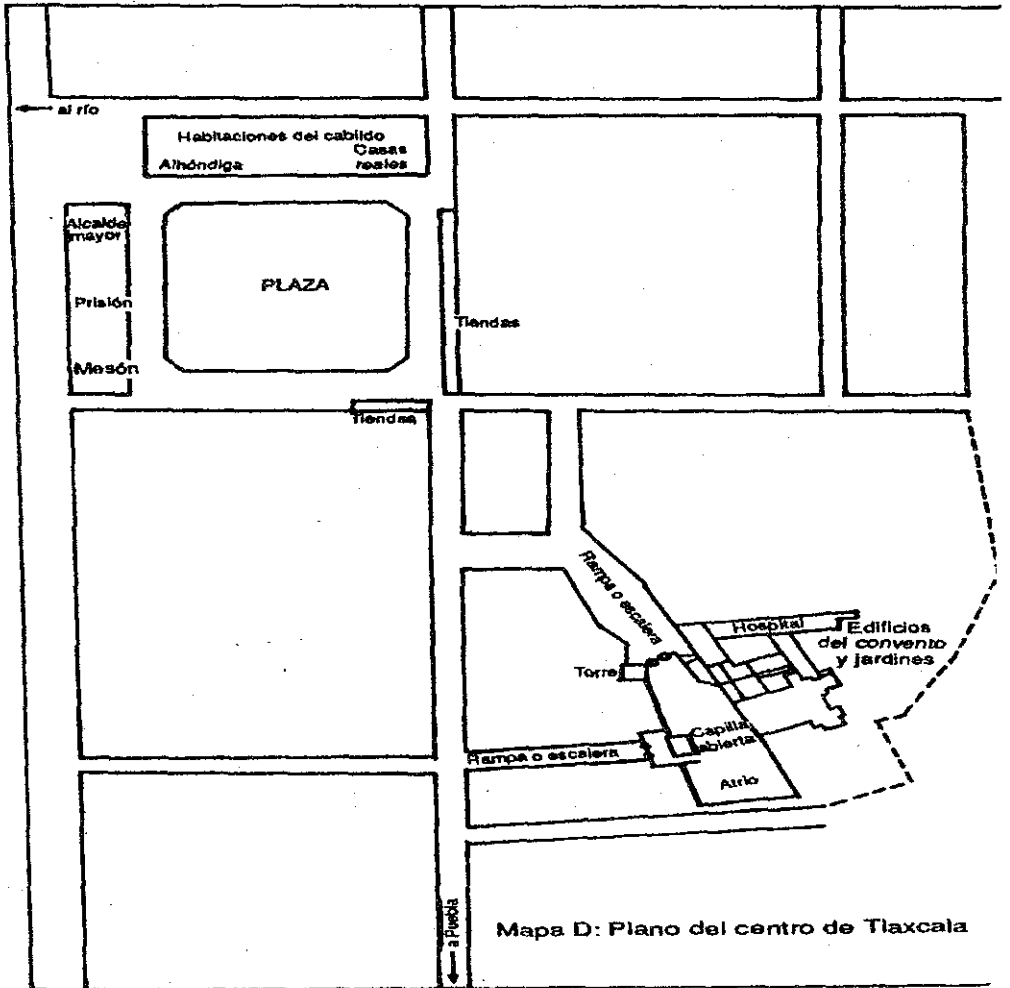 al río
Habitaciones del cabildo
Casas
Alhóndiga reales
Alcalde
mayor
PLAZA
Prisión
Tiendas
Mesón
Tiendas
Rampa o escalera
Hospital
Edificios
del convento
y jardines
Torre
Capilla
abierta
Rampa o escalera
Atrio
a Puebla
Mapa D: Plano del centro de Tlaxcala